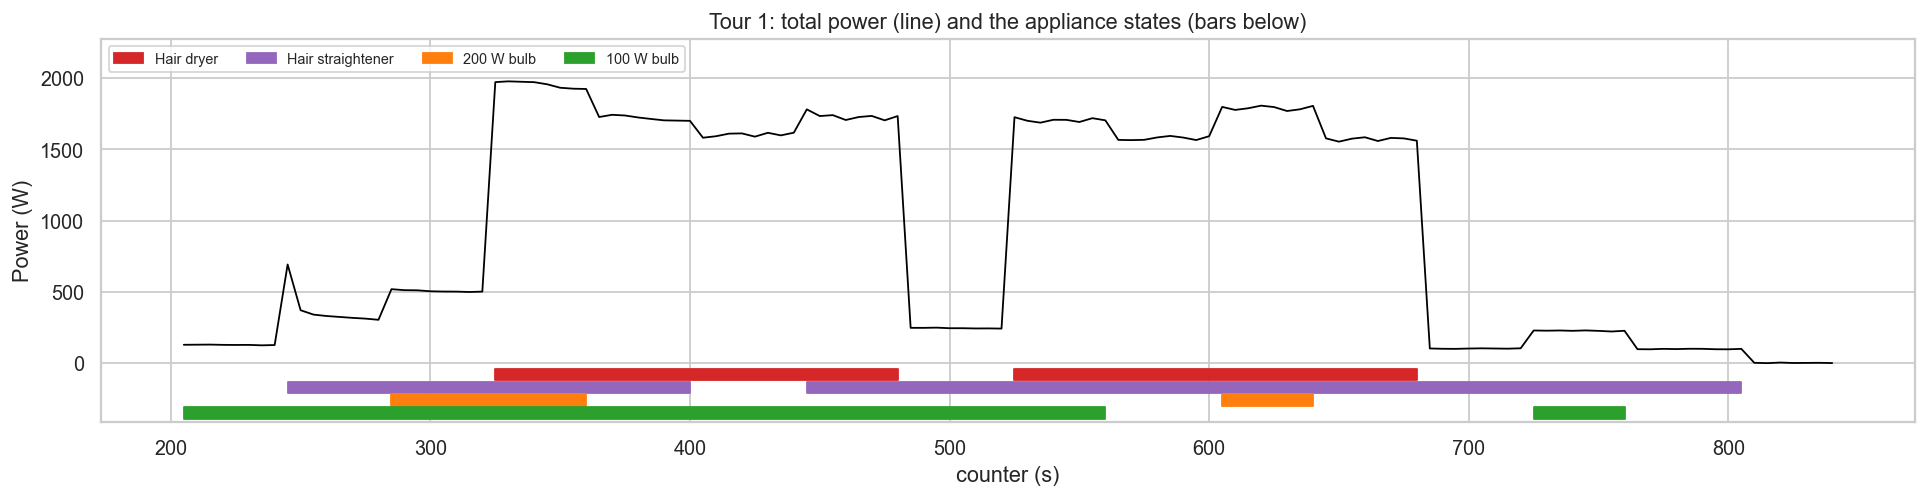 Tour 1: total power (line) and the appliance states (bars below)
Hair dryer Hair straightener 200 W bulb 100 W bulb
Power (W)
2000
1500
1000
500
0
200 300 400 500 600 700 800
counter (s)